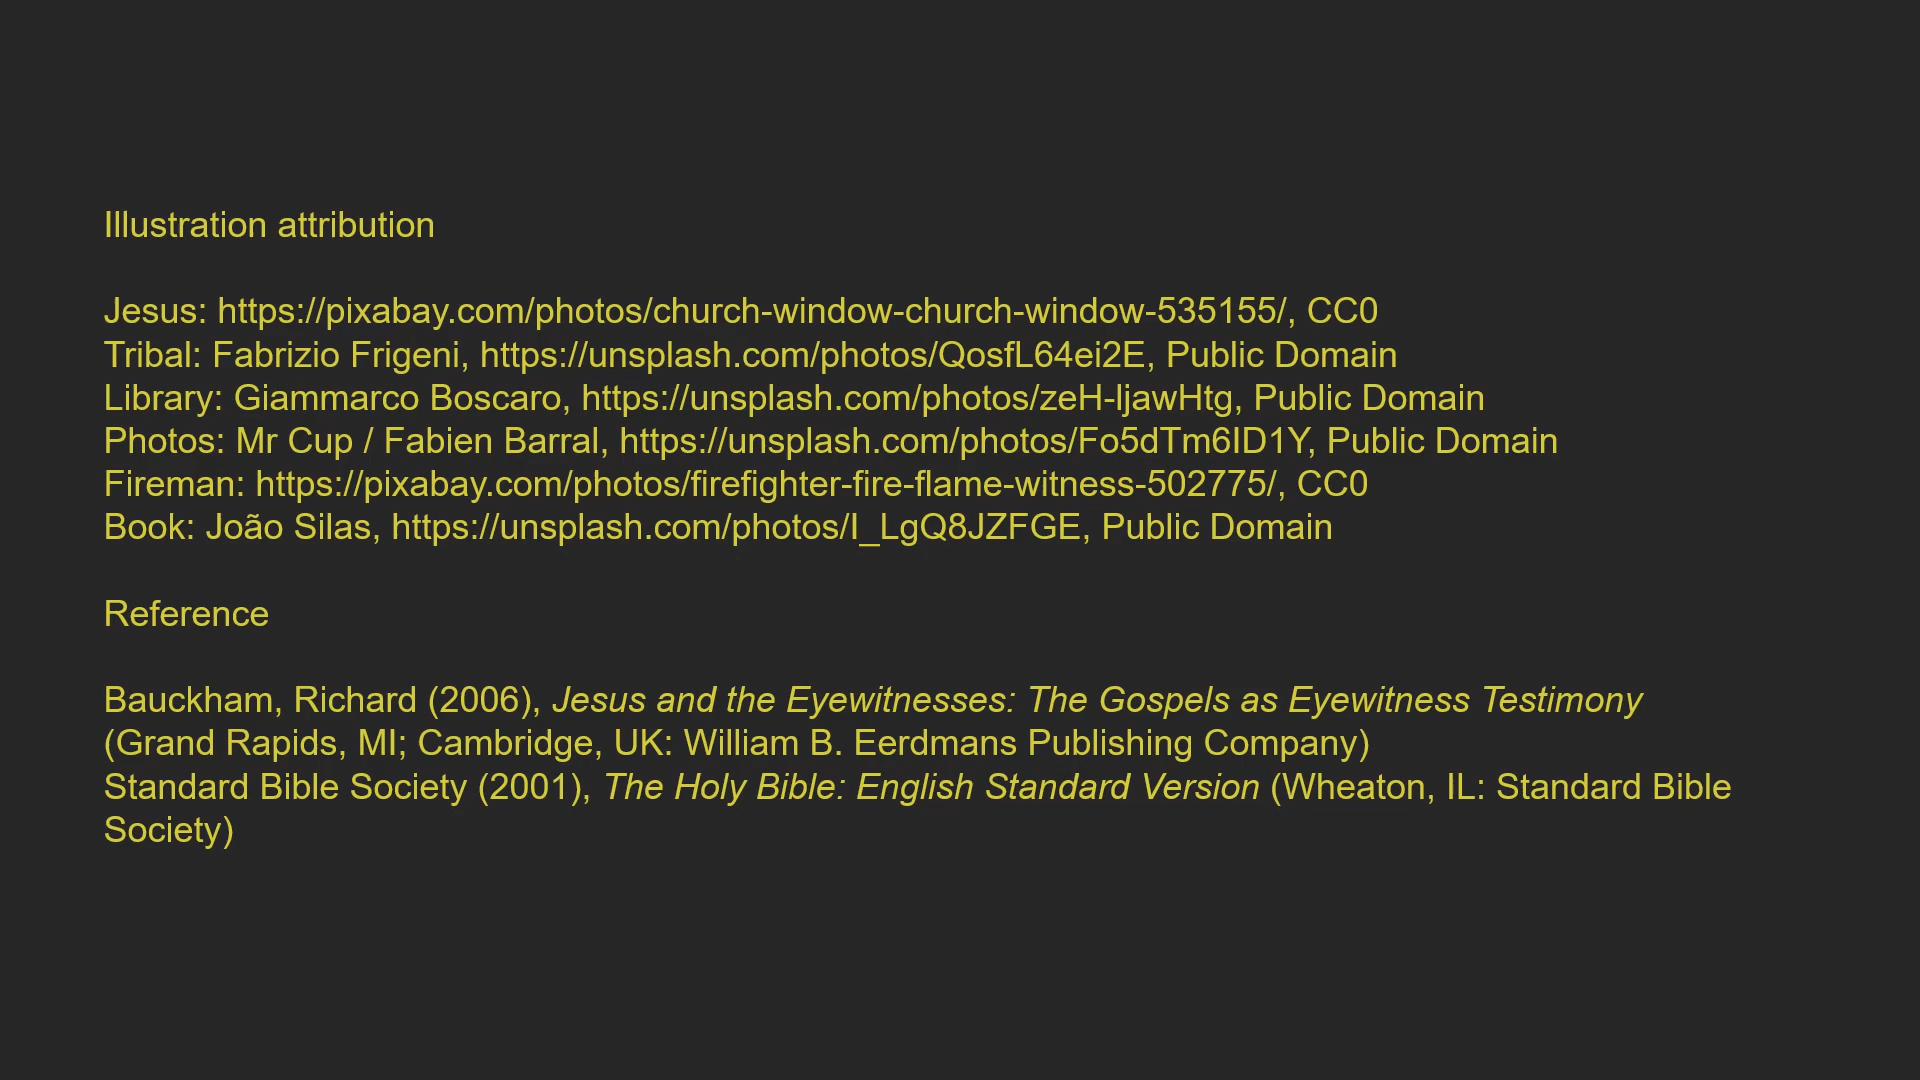 Illustration attribution
Jesus: https://pixabay.com/photos/church-window-church-window-535155/, CC0
Tribal: Fabrizio Frigeni, https://unsplash.com/photos/QosfL64ei2E, Public Domain
Library: Giammarco Boscaro, https://unsplash.com/photos/zeH-ljawHtg, Public Domain
Photos: Mr Cup / Fabien Barral, https://unsplash.com/photos/Fo5dTm6ID1Y, Public Domain
Fireman: https://pixabay.com/photos/firefighter-fire-flame-witness-502775/, CC0
Book: João Silas, https://unsplash.com/photos/I_LgQ8JZFGE, Public Domain
Reference
Bauckham, Richard (2006), Jesus and the Eyewitnesses: The Gospels as Eyewitness Testimony
(Grand Rapids, MI; Cambridge, UK: William B. Eerdmans Publishing Company)
Standard Bible Society (2001), The Holy Bible: English Standard Version (Wheaton, IL: Standard Bible
Society)